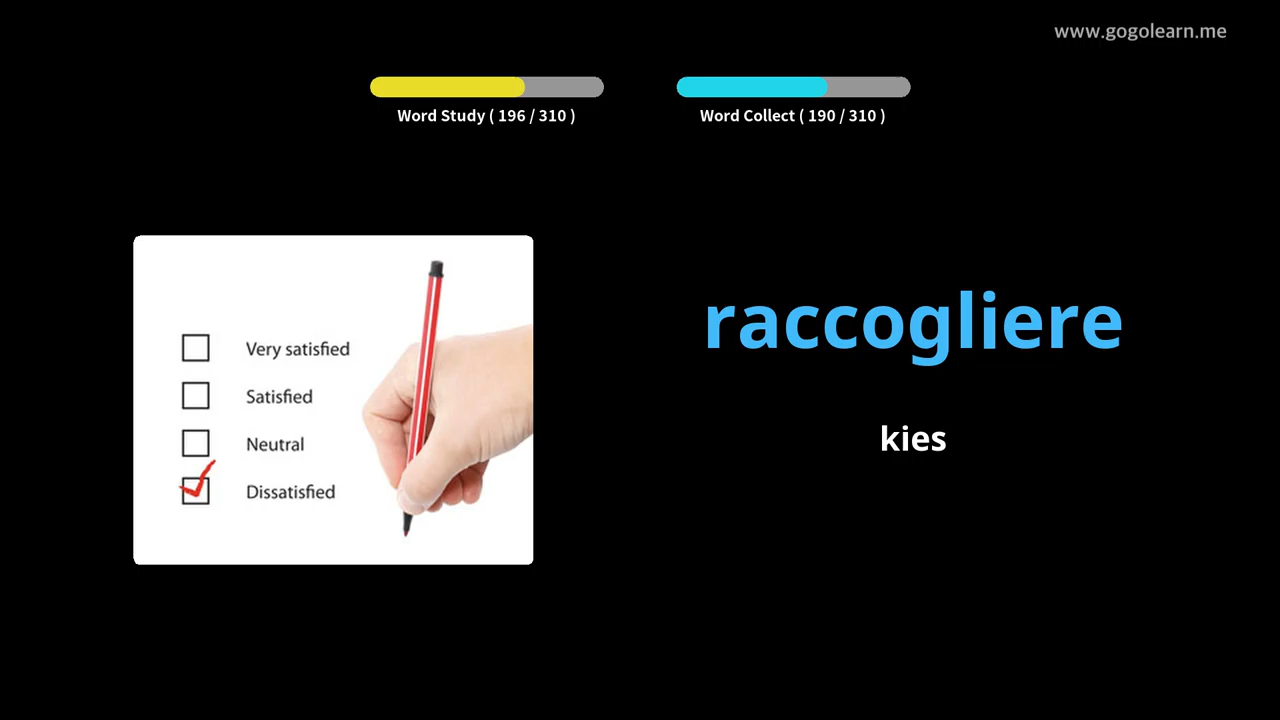 www.gogolearn.me
Word Study ( 196 / 310 )
Word Collect ( 190 / 310 )
Very satisfied
Satisfied
Neutral
Dissatisfied
raccogliere
kies